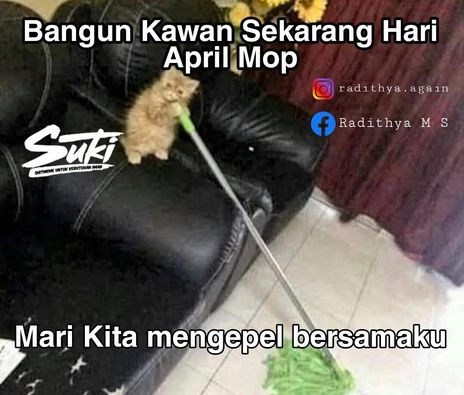 Bangun Kawan Sekarang Hari
April Mop
radithya.again
Radithya M S
Suki
Mari Kita mengepel bersamaku